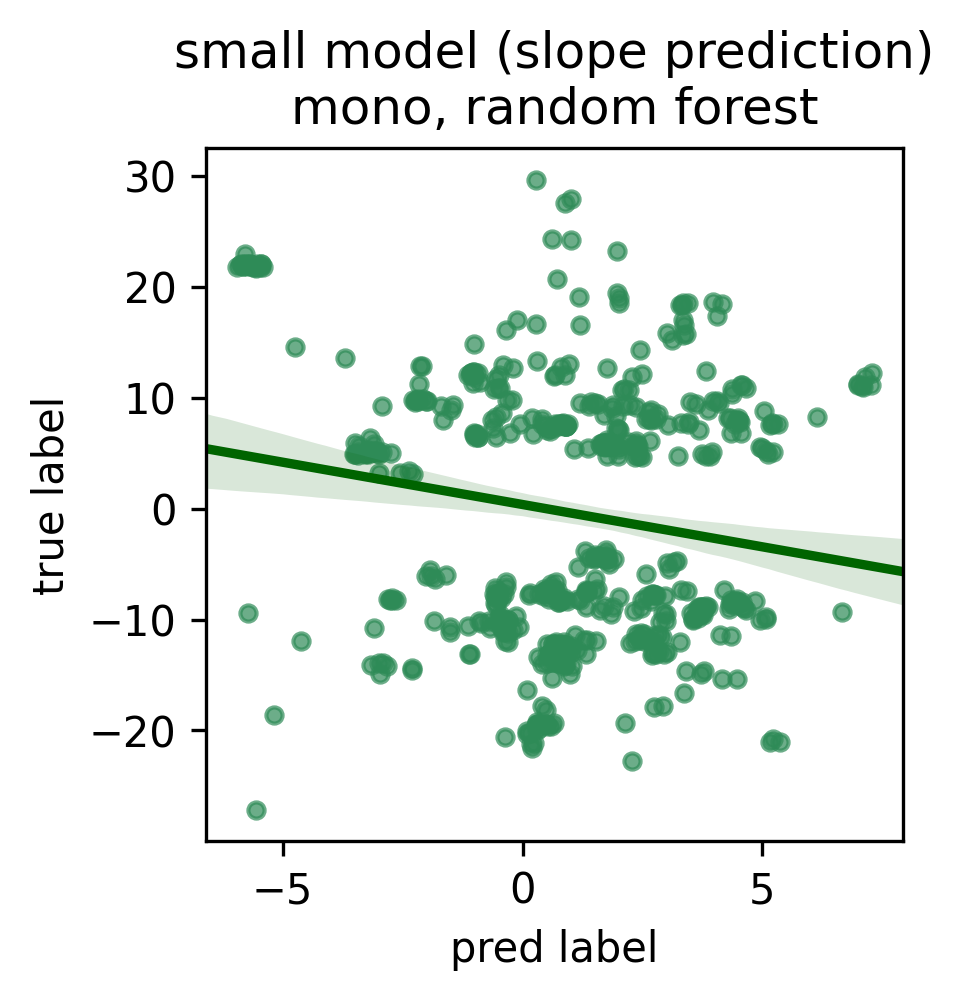 small model (slope prediction)
mono, random forest
30
20
10
0
−10
−20
true label
−5
0
5
pred label